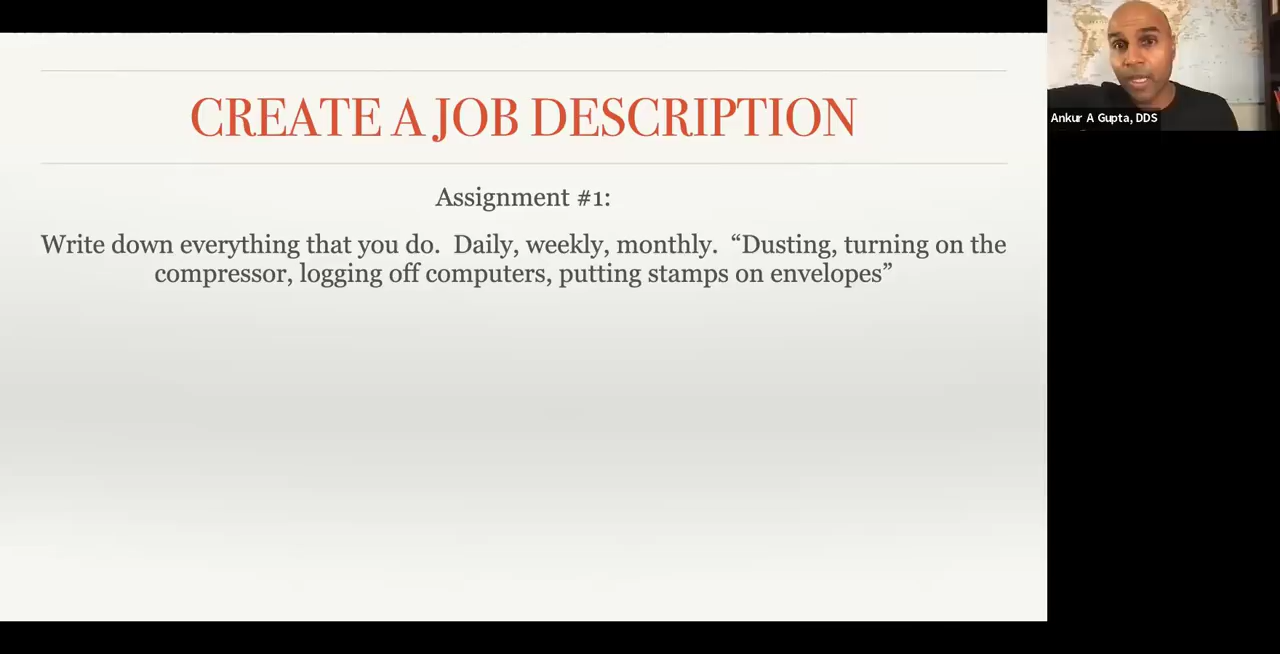 CREATE A JOB DESCRIPTION
Assignment #1:
Write down everything that you do.  Daily, weekly, monthly.  “Dusting, turning on the
compressor, logging off computers, putting stamps on envelopes”
Ankur A Gupta, DDS